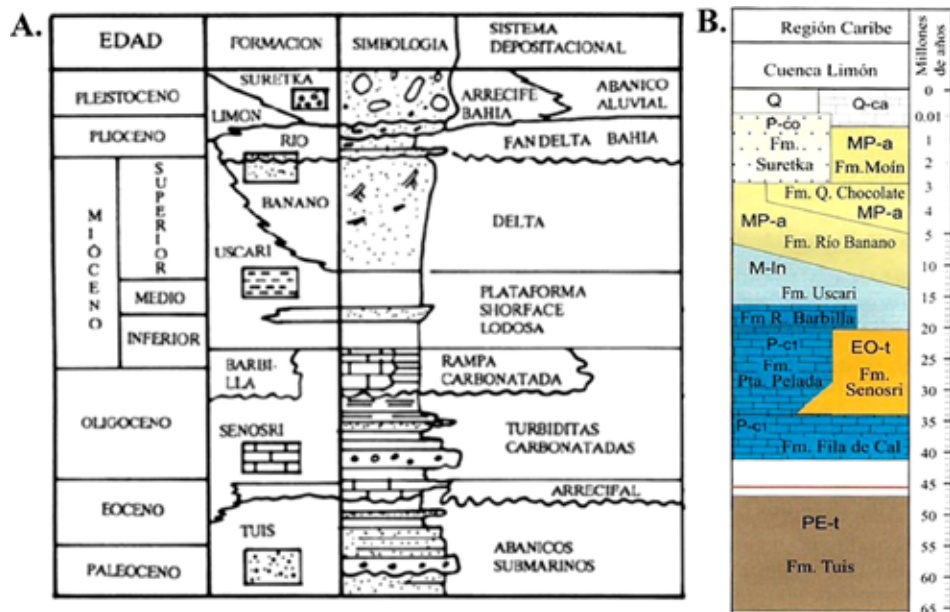 A.
EDAD
FORMACION
SIMBOLOGIA
SISTEMA
DEPOSITACIONAL
PLEISTOCENO
SURETKA
ARRECIFE
BAHIA
ABANICO
ALUVIAL
LIMON
PLIOCENO
RIO
FAN DELTA BAHIA
MIÓCENO
SUPERIOR
BANANO
DELTA
USCARI
MEDIO
PLATAFORMA
SHORFACE
LODOSA
INFERIOR
BARBI-
LLA
RAMPA
CARBONATADA
OLIGOCENO
SENOSRI
TURBIDITAS
CARBONATADAS
EOCENO
ARRECIFAL
TUIS
ABANICOS
SUBMARINOS
PALEOCENO
B.
Región Caribe
Cuenca Limón
Millones
de años
Q
Q-ca
0
0.01
P-co
Fm.
Suretka
MP-a
Fm.Moín
1
2
3
Fm. Q. Chocolate
MP-a
4
MP-a
5
Fm. Río Banano
M-ln
10
Fm. Uscari
15
Fm R. Barbilla
20
P-c1
Fm.
Pta. Pelada
EO-t
Fm.
Senosri
25
30
35
P-c1
Fm. Fila de Cal
40
45
50
PE-t
Fm. Tuis
55
60
65